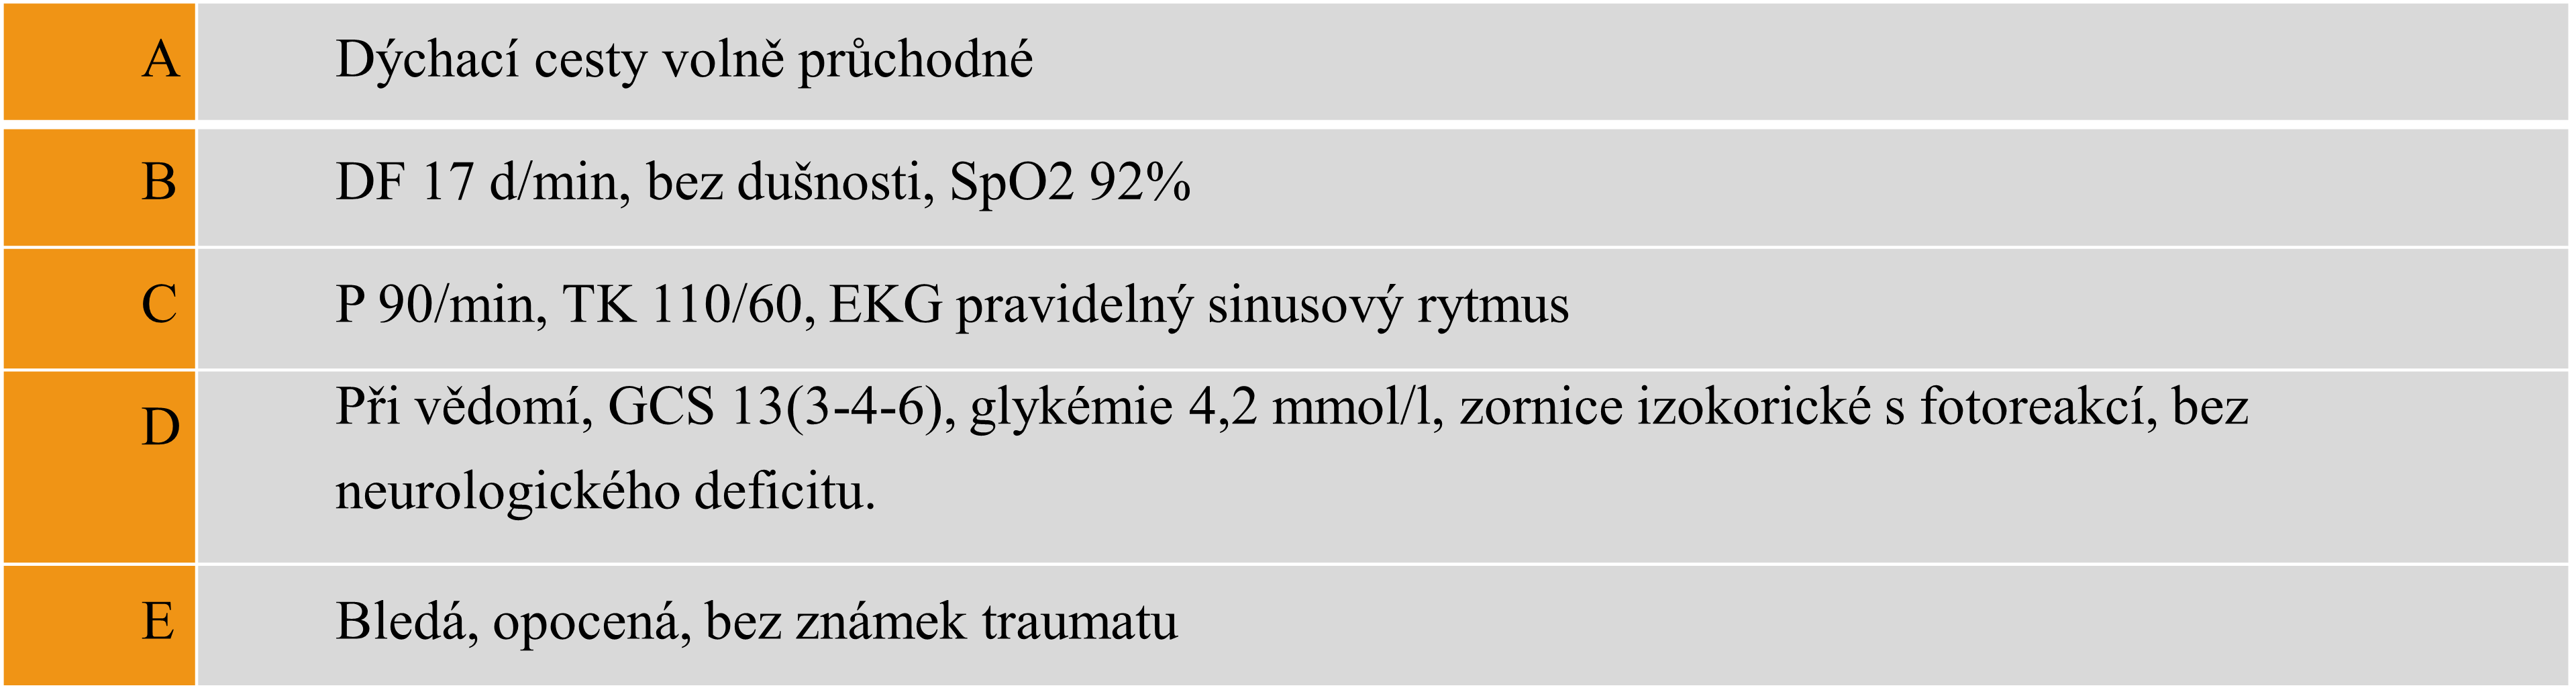 A Dýchací cesty volně průchodné
B DF 17 d/min, bez dušnosti, SpO2 92%
C P 90/min, TK 110/60, EKG pravidelný sinusový rytmus
D Při vědomí, GCS 13(3-4-6), glykémie 4,2 mmol/l, zornice izokorické s fotoreakcí, bez
neurologického deficitu.
E Bledá, opocená, bez známek traumatu